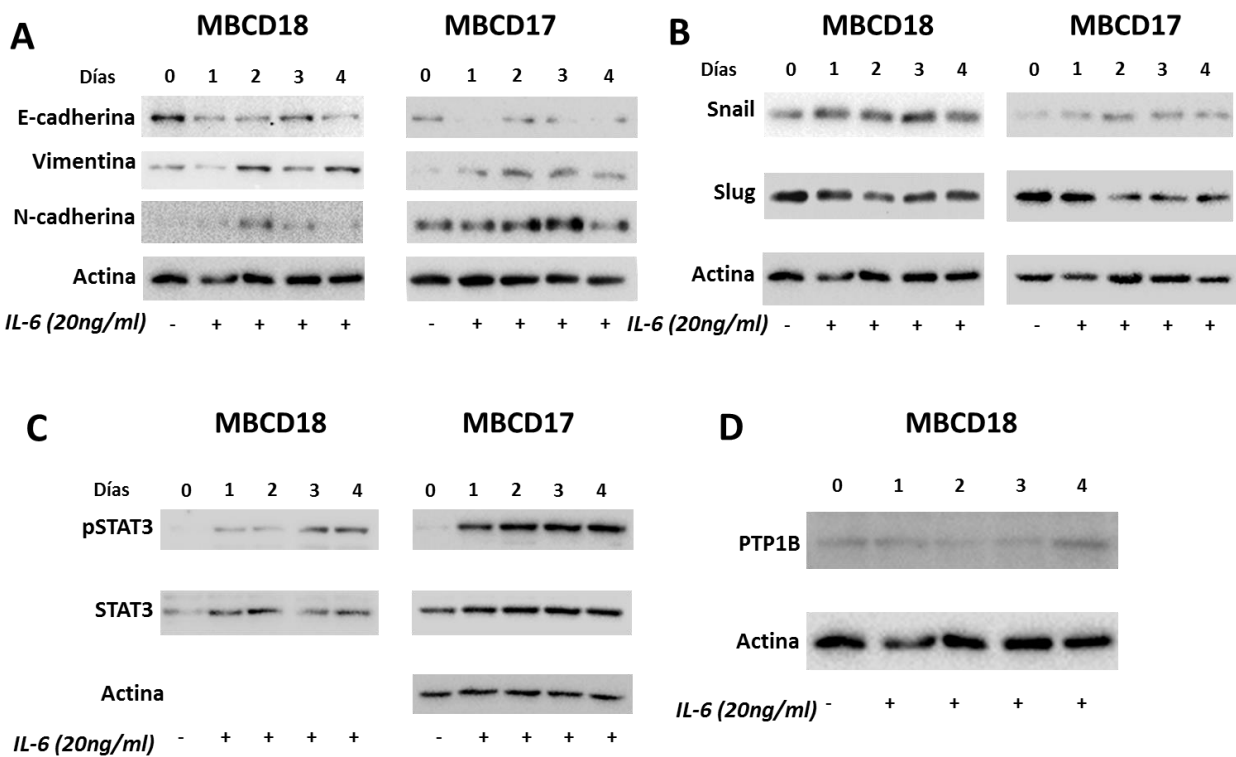 A
MBCD18 MBCD17
Días 0 1 2 3 4 0 1 2 3 4
E-cadherina
Vimentina
N-cadherina
Actina
IL-6 (20ng/ml) - + + + + - + + + +
B
MBCD18 MBCD17
Días 0 1 2 3 4 0 1 2 3 4
Snail
Slug
Actina
IL-6 (20ng/ml) - + + + + - + + + +
C
MBCD18 MBCD17
Días 0 1 2 3 4 0 1 2 3 4
pSTAT3
STAT3
Actina
IL-6 (20ng/ml) - + + + + - + + + +
D
MBCD18
0 1 2 3 4
PTP1B
Actina
IL-6 (20ng/ml) - + + + +